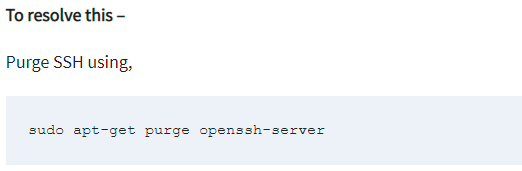 To resolve this –
Purge SSH using,
sudo apt-get purge openssh-server